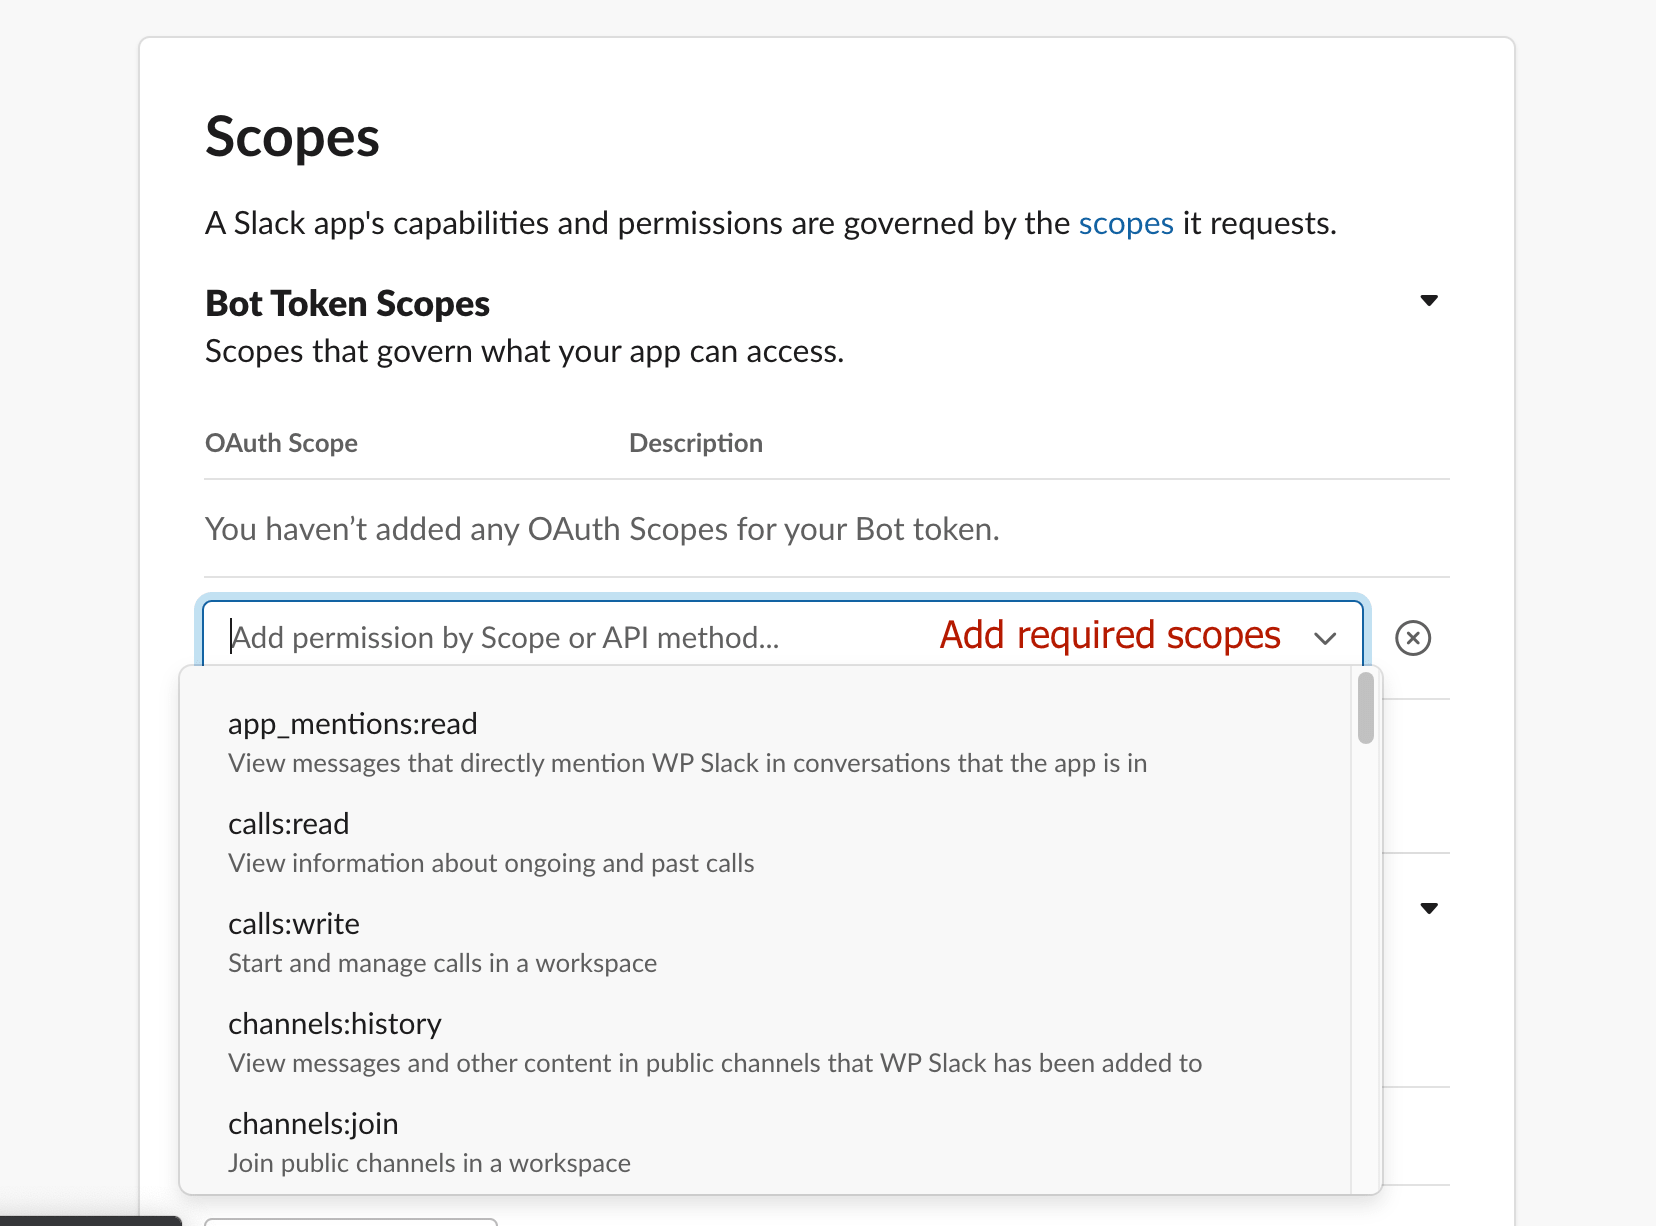 Scopes
A Slack app's capabilities and permissions are governed by the scopes it requests.
Bot Token Scopes
Scopes that govern what your app can access.
OAuth Scope Description
You haven’t added any OAuth Scopes for your Bot token.
Add permission by Scope or API method... Add required scopes
app_mentions:read
View messages that directly mention WP Slack in conversations that the app is in
calls:read
View information about ongoing and past calls
calls:write
Start and manage calls in a workspace
channels:history
View messages and other content in public channels that WP Slack has been added to
channels:join
Join public channels in a workspace